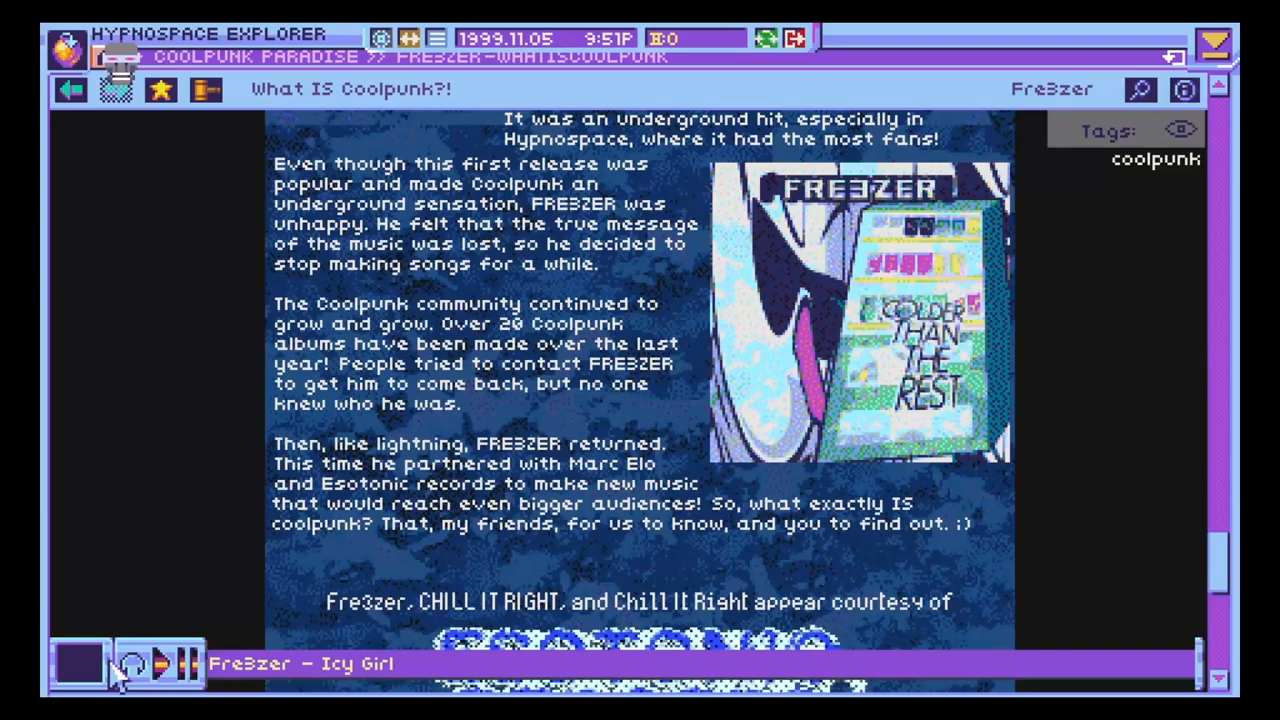 HYPNOSPACE EXPLORER
1999.11.05 9:51P
:0
COOLPUNK PARADISE >> FRE3ZER-WHATISCOOLPUNK
What IS Coolpunk?!
Fre3zer
Tags:
coolpunk
It was an underground hit, especially in
Hypnospace, where it had the most fans!
Even though this first release was
popular and made Coolpunk an
underground sensation, FRE3ZER was
unhappy. He felt that the true message
of the music was lost, so he decided to
stop making songs for a while.
FRE3ZER
COLDER
THAN
THE
REST
The Coolpunk community continued to
grow and grow. Over 20 Coolpunk
albums have been made over the last
year! People tried to contact FRE3ZER
to get him to come back, but no one
knew who he was.
Then, like lightning, FRE3ZER returned.
This time he partnered with Marc Elo
and Esotonic records to make new music
that would reach even bigger audiences! So, what exactly IS
coolpunk? That, my friends, for us to know, and you to find out. :)
Fre3zer, CHILL IT RIGHT, and Chill It Right appear courtesy of
Fre3zer - Icy Girl